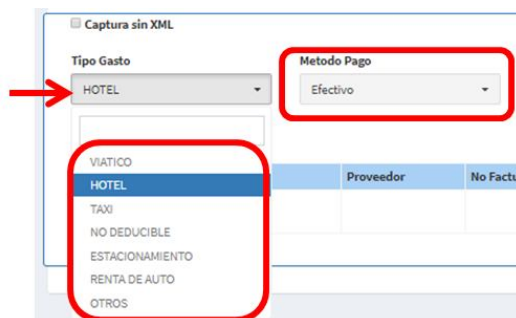 Captura sin XML
Tipo Gasto Metodo Pago
HOTEL Efectivo
VIATICO
HOTEL Proveedor No Factu
TAXI
NO DEDUCIBLE
ESTACIONAMIENTO
RENTA DE AUTO
OTROS